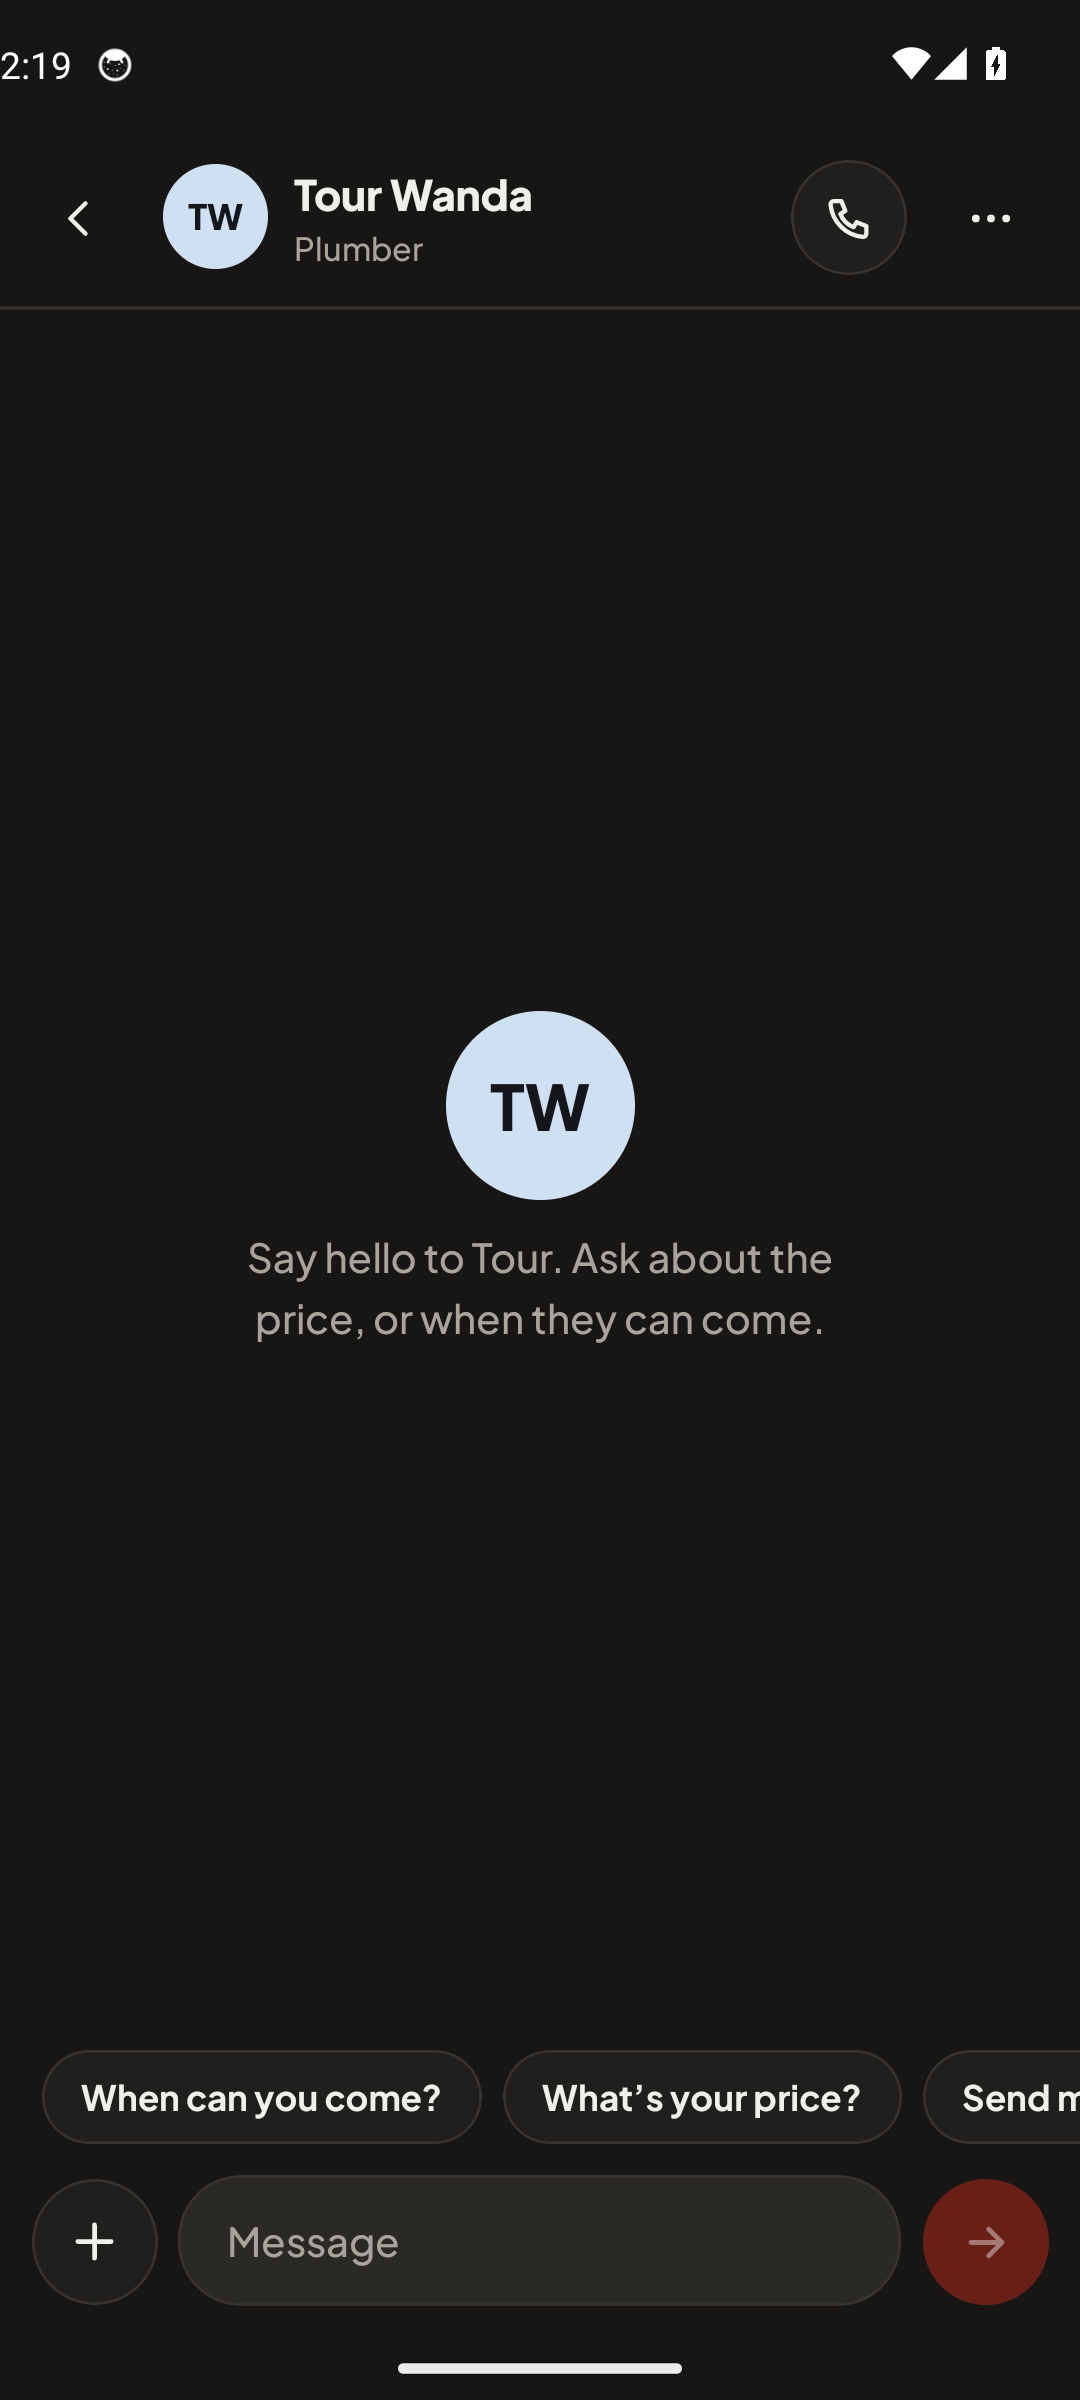 2:19
TW
Tour Wanda
Plumber
TW
Say hello to Tour. Ask about the
price, or when they can come.
When can you come?
What’s your price?
Send
Message